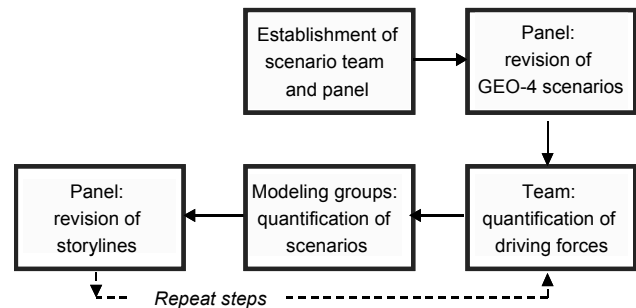 Establishment of
scenario team
and panel
Panel:
revision of
GEO-4 scenarios
Team:
quantification of
driving forces
Modeling groups:
quantification of
scenarios
Panel:
revision of
storylines
Repeat steps